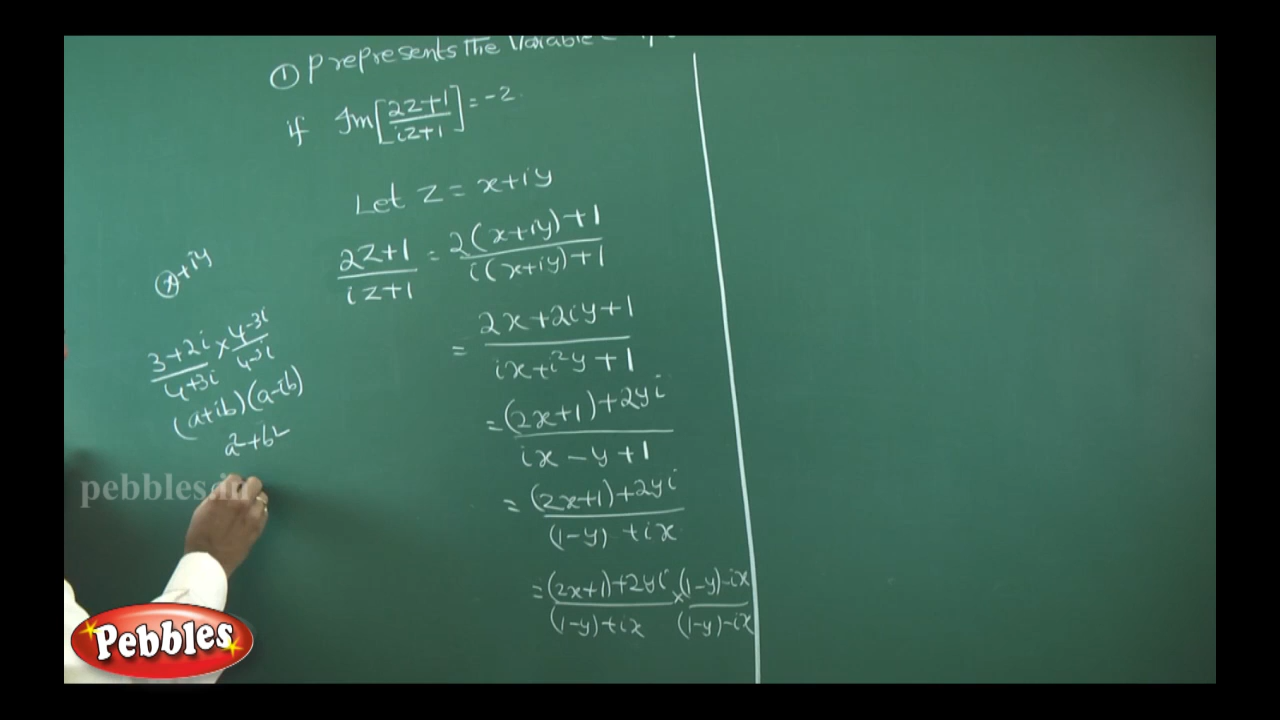 ① P represents the Variable
if Im[2z+1/iz+1] = -2
Let z = x+iy
2z+1/iz+1 = 2(x+iy)+1/i(x+iy)+1
= 2x+2iy+1/ix+i²y+1
= (2x+1)+2yi/ix-y+1
= (2x+1)+2yi/(1-y)+ix
= (2x+1)+2yi/(1-y)+ix × (1-y)-ix/(1-y)-ix
x+iy
3+2i/4+3i × 4-3i/4-3i
(a+ib)(a-ib)
a²+b²
pebbles.in
Pebbles